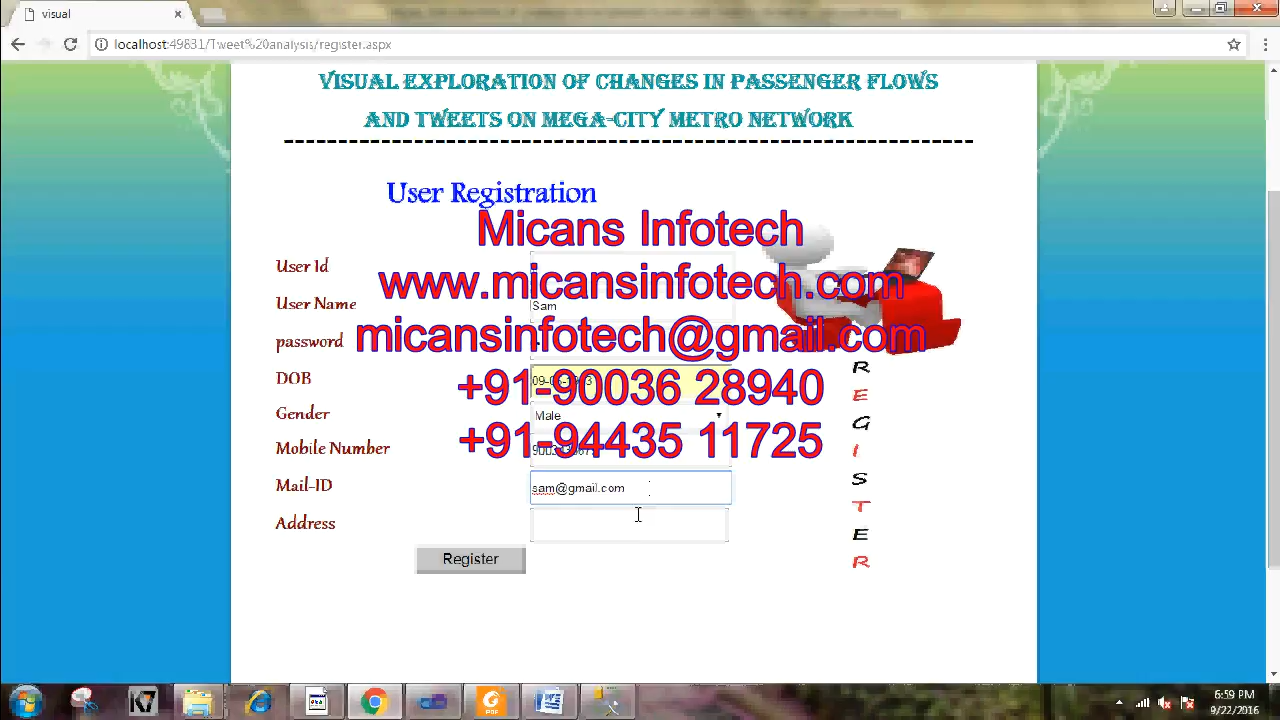 visual
localhost:49831/Tweet%20analysis/register.aspx
VISUAL EXPLORATION OF CHANGES IN PASSENGER FLOWS
AND TWEETS ON MEGA-CITY METRO NETWORK
User Registration
Micans Infotech
www.micansinfotech.com
micansinfotech@gmail.com
+91-90036 28940
+91-94435 11725
User Id
User Name
Sam
password
DOB
Gender
Male
Mobile Number
Mail-ID
sam@gmail.com
Address
Register
R
E
G
I
S
T
E
R
PDF
6:59 PM
9/22/2016